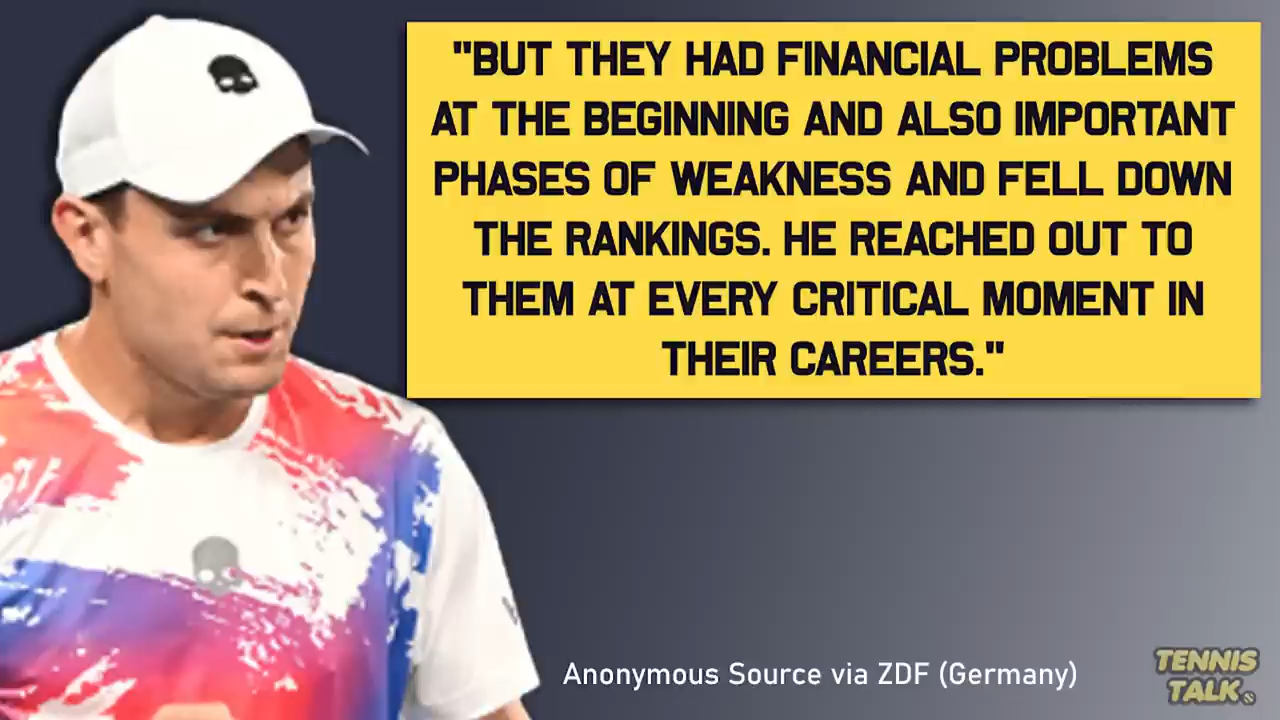 "BUT THEY HAD FINANCIAL PROBLEMS
AT THE BEGINNING AND ALSO IMPORTANT
PHASES OF WEAKNESS AND FELL DOWN
THE RANKINGS. HE REACHED OUT TO
THEM AT EVERY CRITICAL MOMENT IN
THEIR CAREERS."
Anonymous Source via ZDF (Germany)
TENNIS
TALK